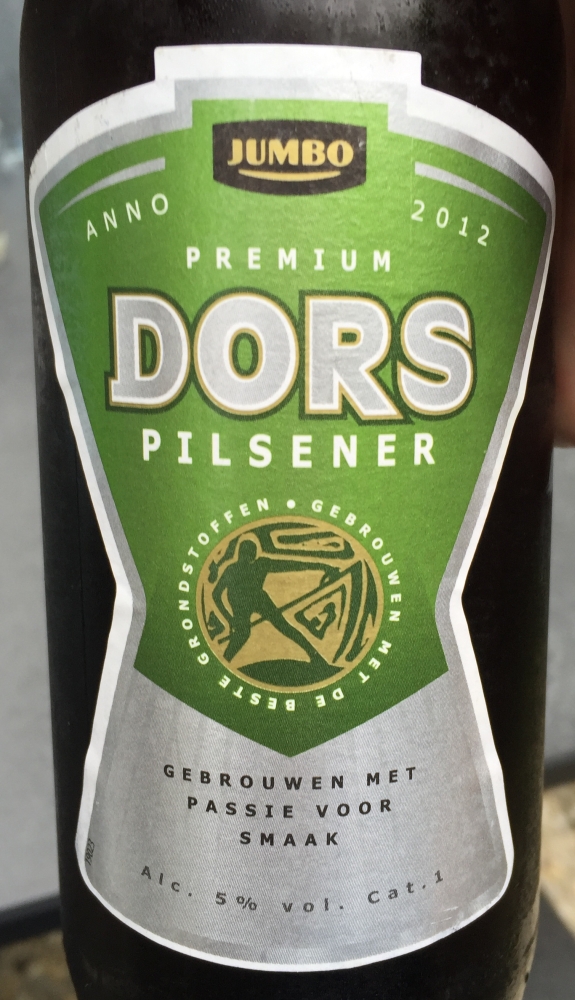 JUMBO
ANNO 2012
PREMIUM
DORS
PILSENER
GEBROUWEN MET DE BESTE GRONDSTOFFEN •
GEBROUWEN MET
PASSIE VOOR
SMAAK
Alc. 5% vol. Cat.1